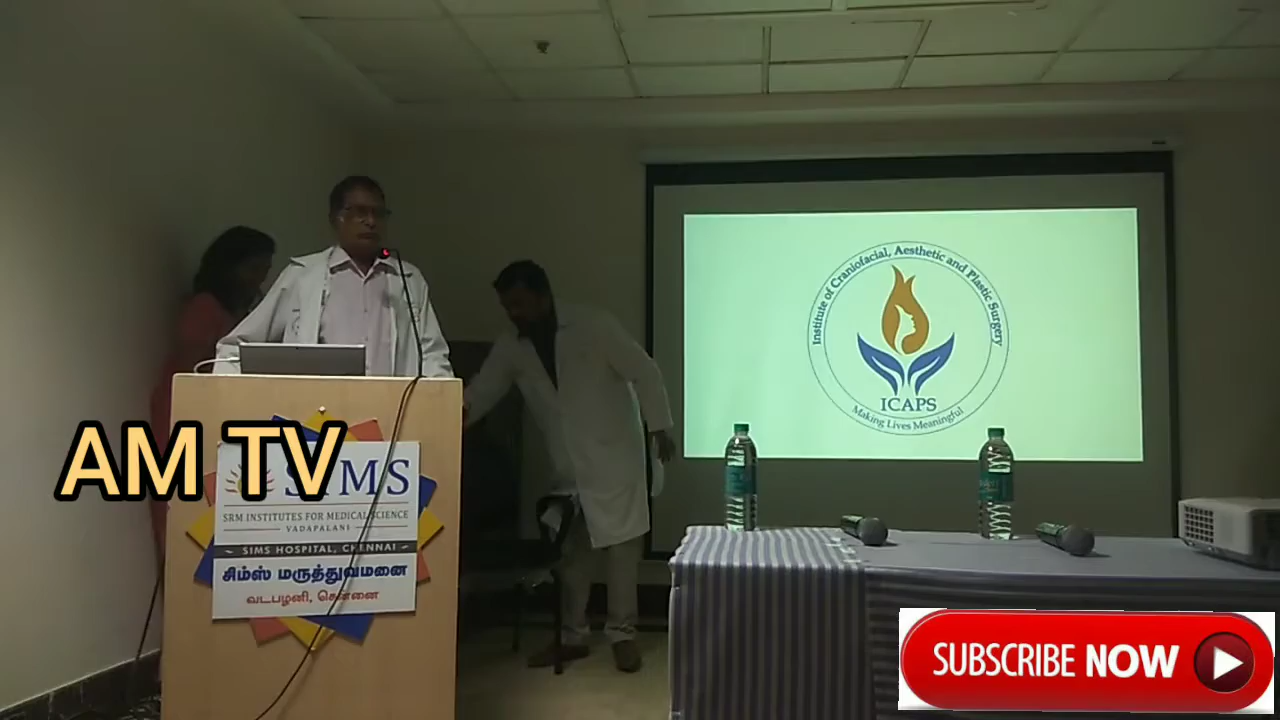 Institute of Craniofacial, Aesthetic and Plastic Surgery
ICAPS
Making Lives Meaningful
AM TV
SIMS
SRM INSTITUTES FOR MEDICAL SCIENCE
VADAPALANI
SIMS HOSPITAL, CHENNAI
சிம்ஸ் மருத்துவமனை
வடபழனி, சென்னை
SUBSCRIBE NOW